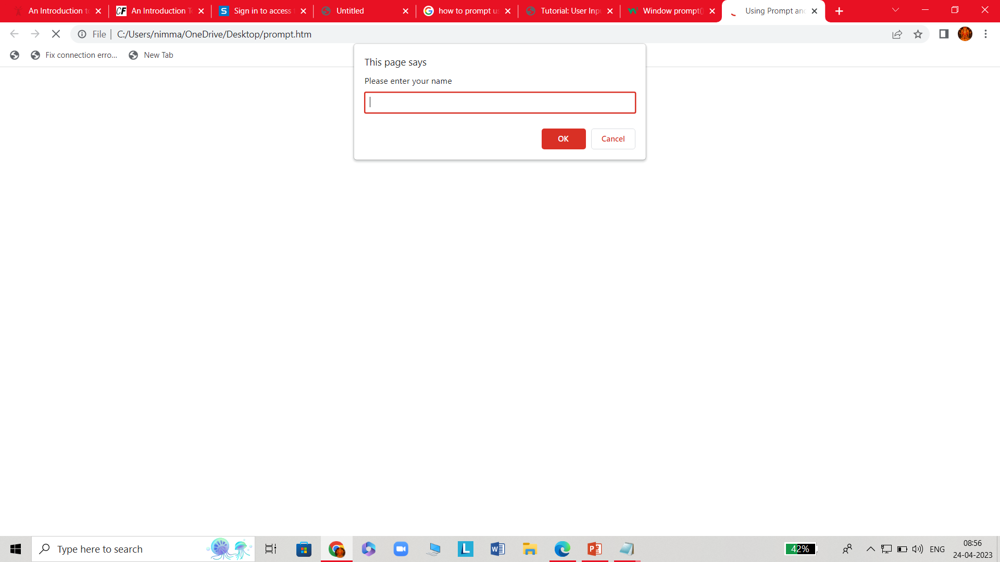 An Introduction to
An Introduction T
Sign in to access
Untitled
how to prompt u
Tutorial: User Inp
Window prompt()
Using Prompt an
File
C:/Users/nimma/OneDrive/Desktop/prompt.htm
Fix connection erro...
New Tab
This page says
Please enter your name
OK
Cancel
Type here to search
42%
ENG
08:56
24-04-2023